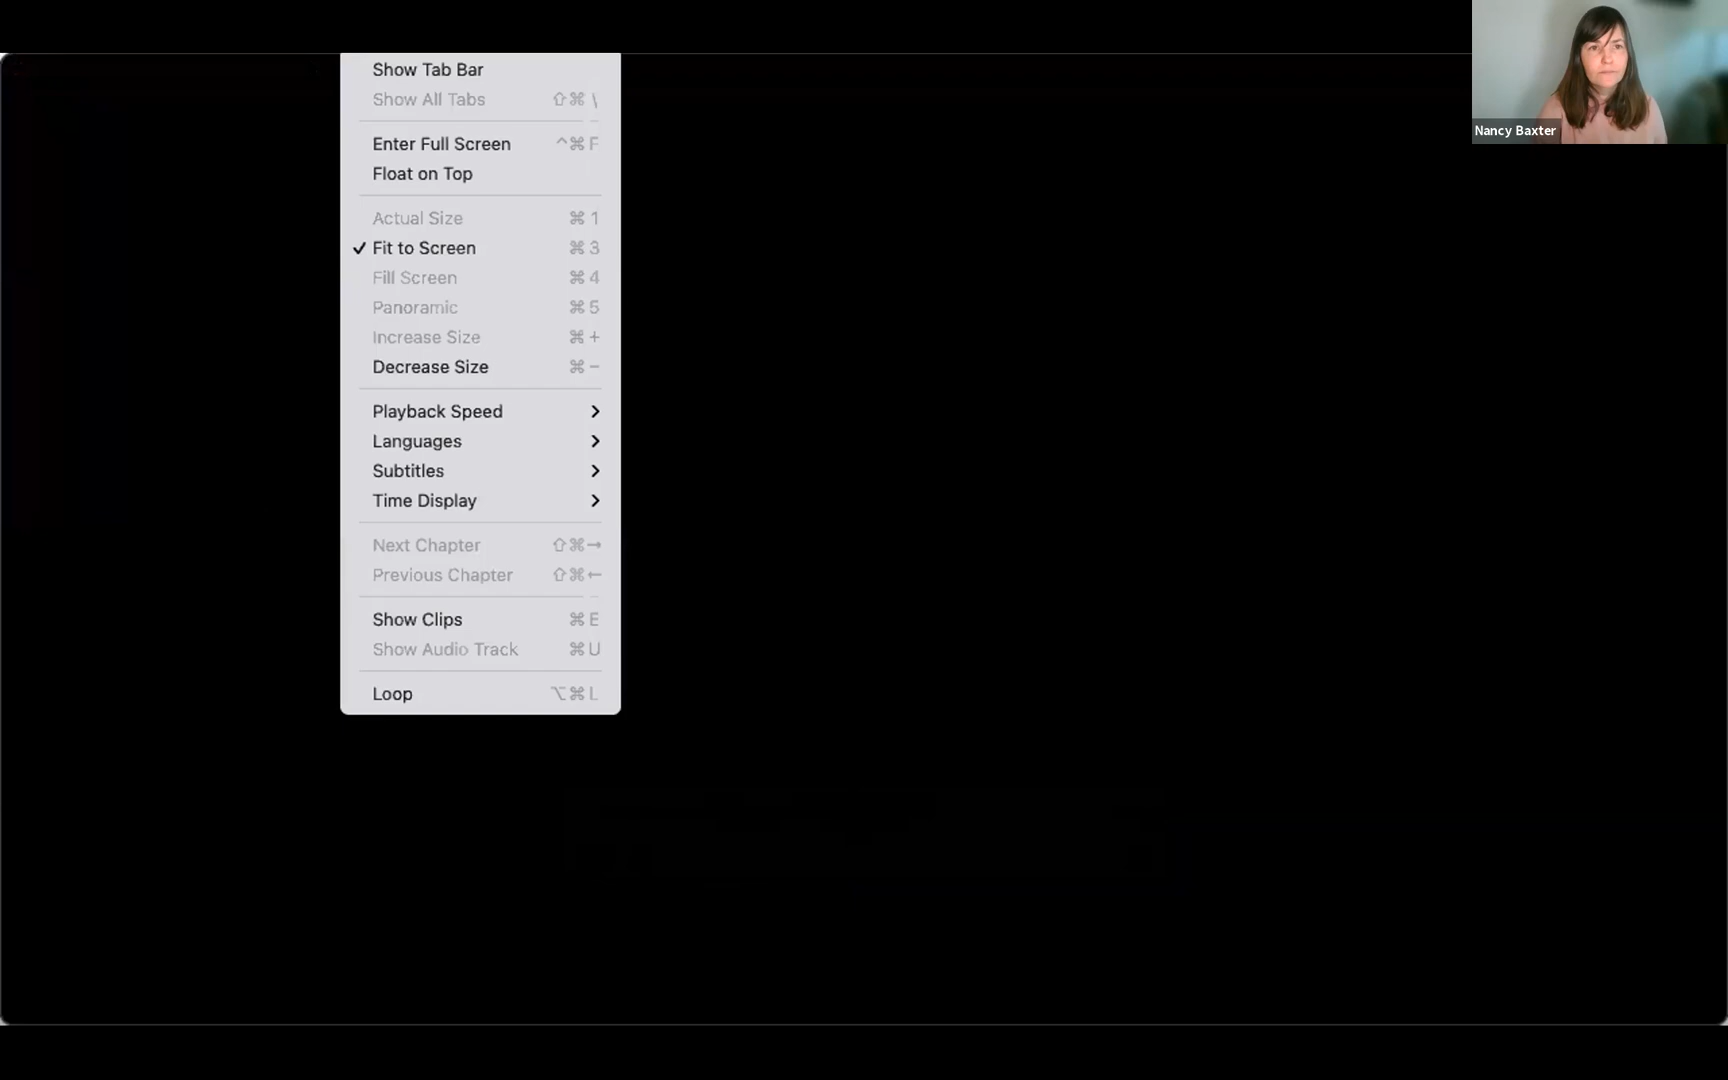 Show Tab Bar
Show All Tabs ⇧⌘ \
Enter Full Screen ^⌘ F
Float on Top
Actual Size ⌘ 1
✓ Fit to Screen ⌘ 3
Fill Screen ⌘ 4
Panoramic ⌘ 5
Increase Size ⌘ +
Decrease Size ⌘ −
Playback Speed >
Languages >
Subtitles >
Time Display >
Next Chapter ⇧⌘→
Previous Chapter ⇧⌘←
Show Clips ⌘ E
Show Audio Track ⌘ U
Loop ⌥⌘ L
Nancy Baxter